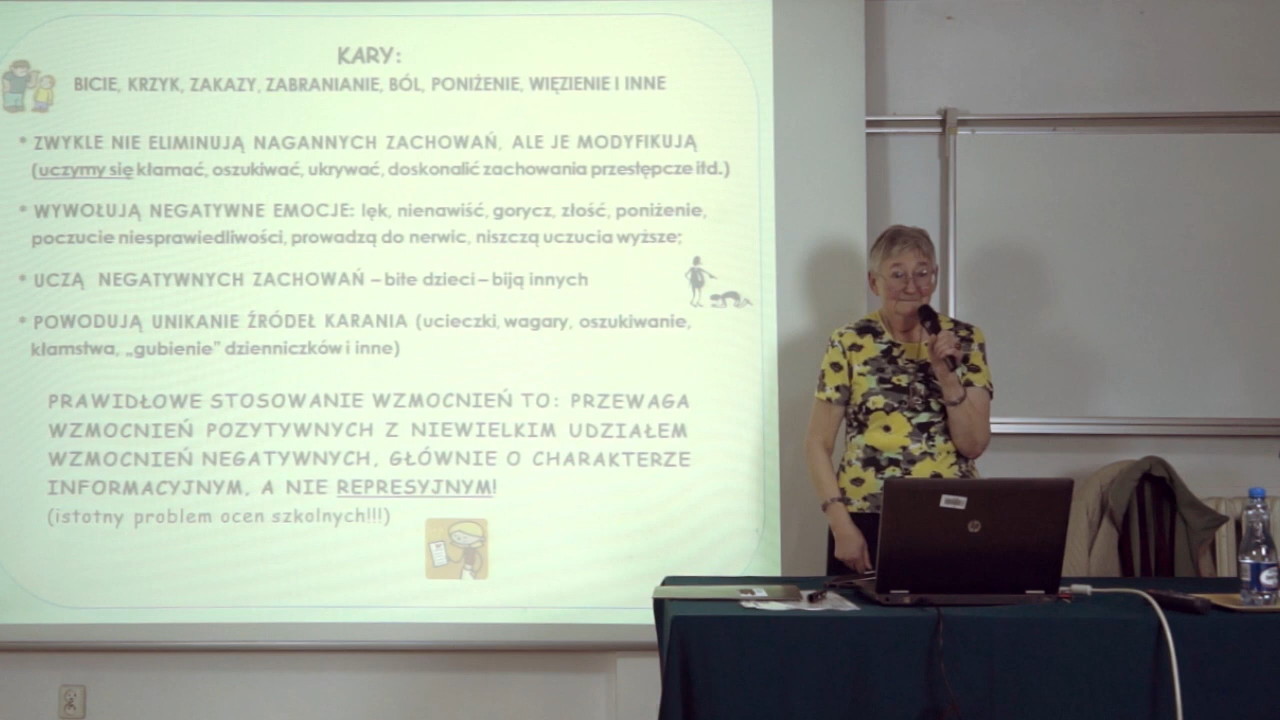 KARY:
BICIE, KRZYK, ZAKAZY, ZABRANIANIE, BÓL, PONIŻENIE, WIĘZIENIE I INNE
* ZWYKLE NIE ELIMINUJĄ NAGANNYCH ZACHOWAŃ, ALE JE MODYFIKUJĄ
(uczymy się kłamać, oszukiwać, ukrywać, doskonalić zachowania przestępcze itd.)
* WYWOŁUJĄ NEGATYWNE EMOCJE: lęk, nienawiść, gorycz, złość, poniżenie,
poczucie niesprawiedliwości, prowadzą do nerwic, niszczą uczucia wyższe;
* UCZĄ NEGATYWNYCH ZACHOWAŃ – bite dzieci – biją innych
* POWODUJĄ UNIKANIE ŹRÓDEŁ KARANIA (ucieczki, wagary, oszukiwanie,
kłamstwa, „gubienie” dzienniczków i inne)
PRAWIDŁOWE STOSOWANIE WZMOCNIEŃ TO: PRZEWAGA
WZMOCNIEŃ POZYTYWNYCH Z NIEWIELKIM UDZIAŁEM
WZMOCNIEŃ NEGATYWNYCH, GŁÓWNIE O CHARAKTERZE
INFORMACYJNYM, A NIE REPRESYJNYM!
(istotny problem ocen szkolnych!!!)
hp